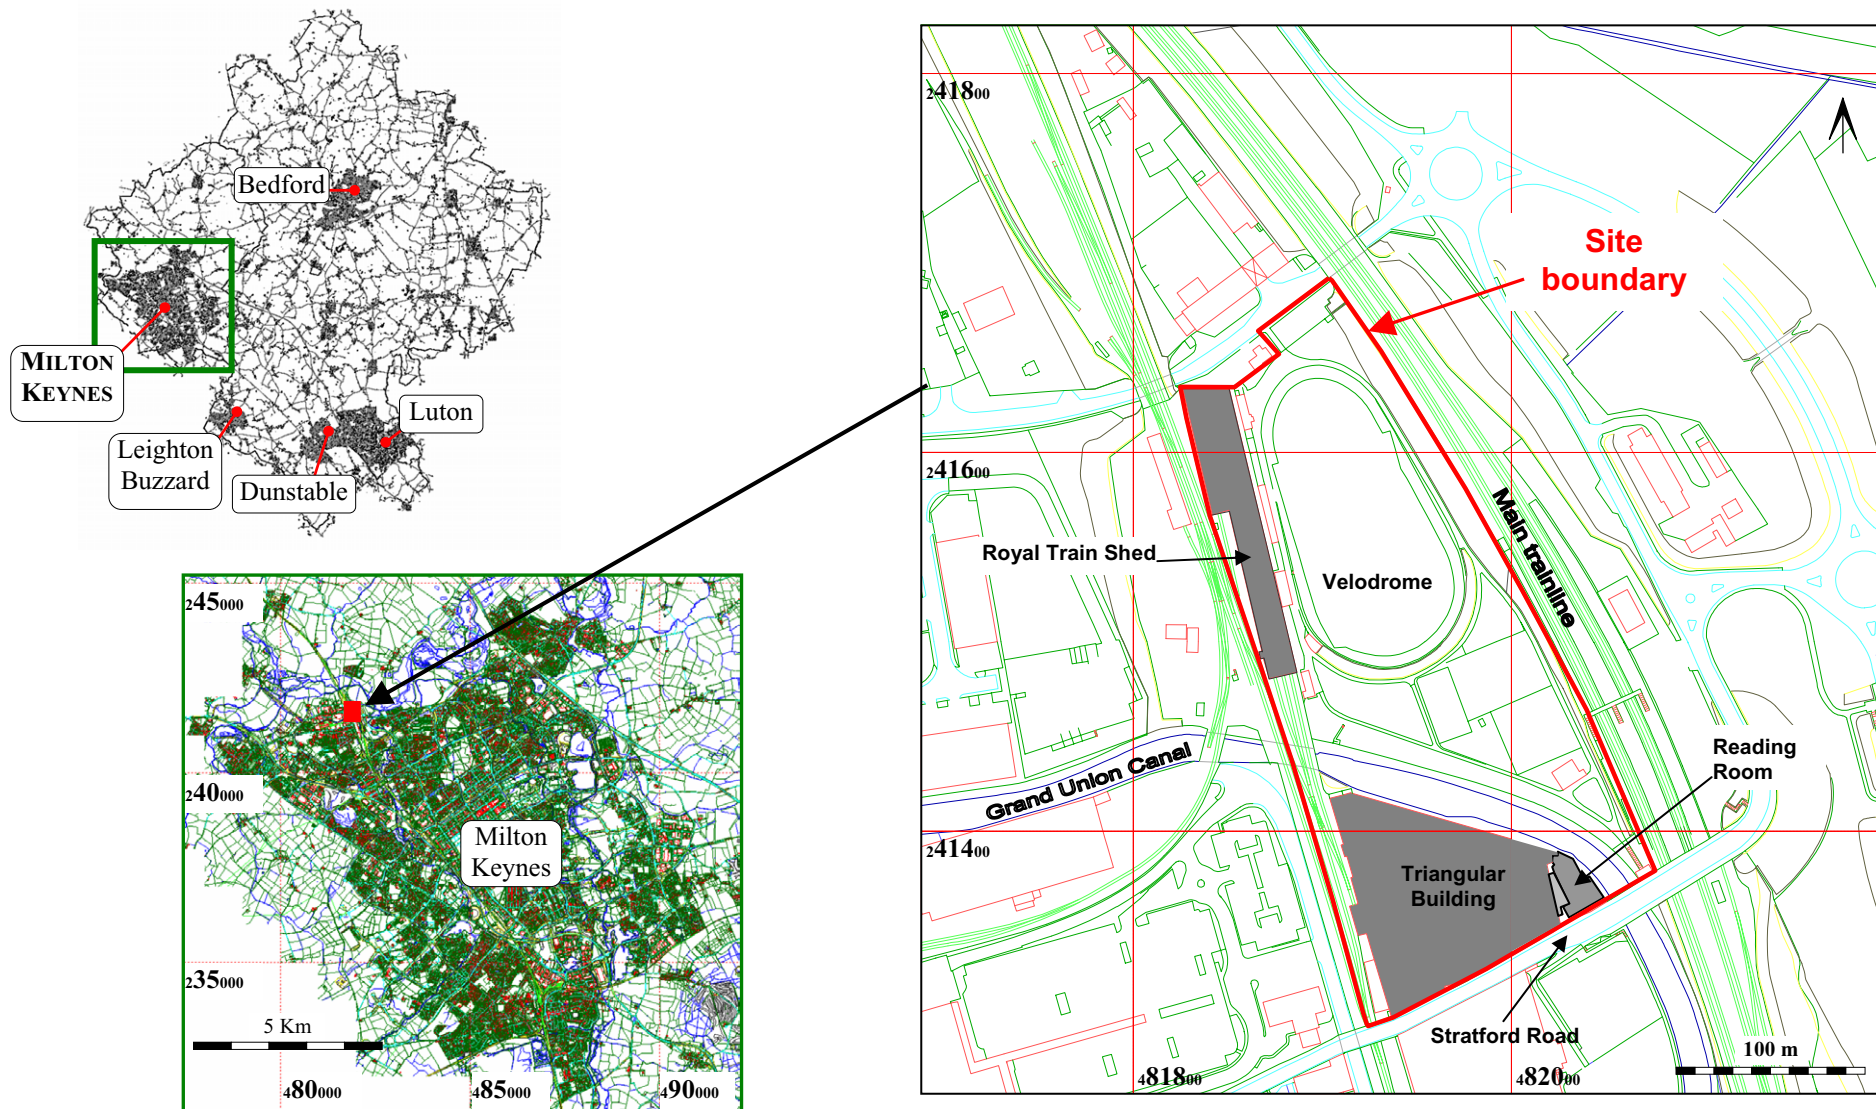 Bedford
MILTON
KEYNES
Leighton
Buzzard
Dunstable
Luton
245000
240000
235000
Milton
Keynes
5 Km
480000
485000
490000
241800
241600
241400
Site
boundary
Royal Train Shed
Velodrome
Main trainline
Grand Union Canal
Reading
Room
Triangular
Building
Stratford Road
481800
482000
100 m